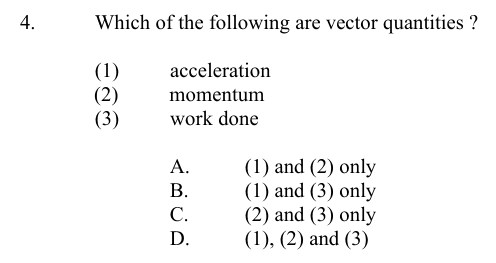 4. Which of the following are vector quantities ?
(1) acceleration
(2) momentum
(3) work done
A. (1) and (2) only
B. (1) and (3) only
C. (2) and (3) only
D. (1), (2) and (3)